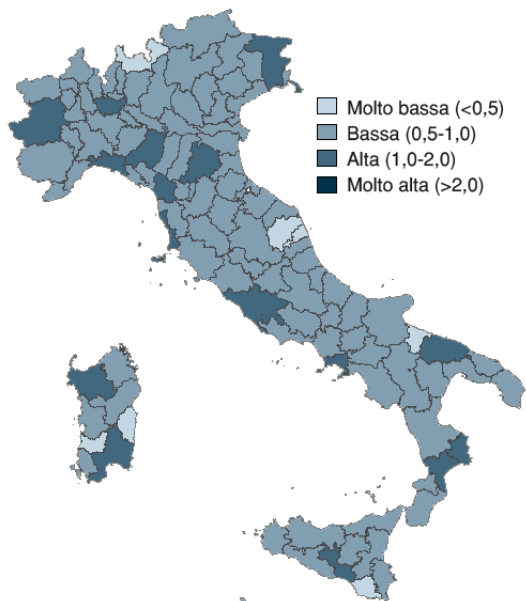 Molto bassa (<0,5)
Bassa (0,5-1,0)
Alta (1,0-2,0)
Molto alta (>2,0)